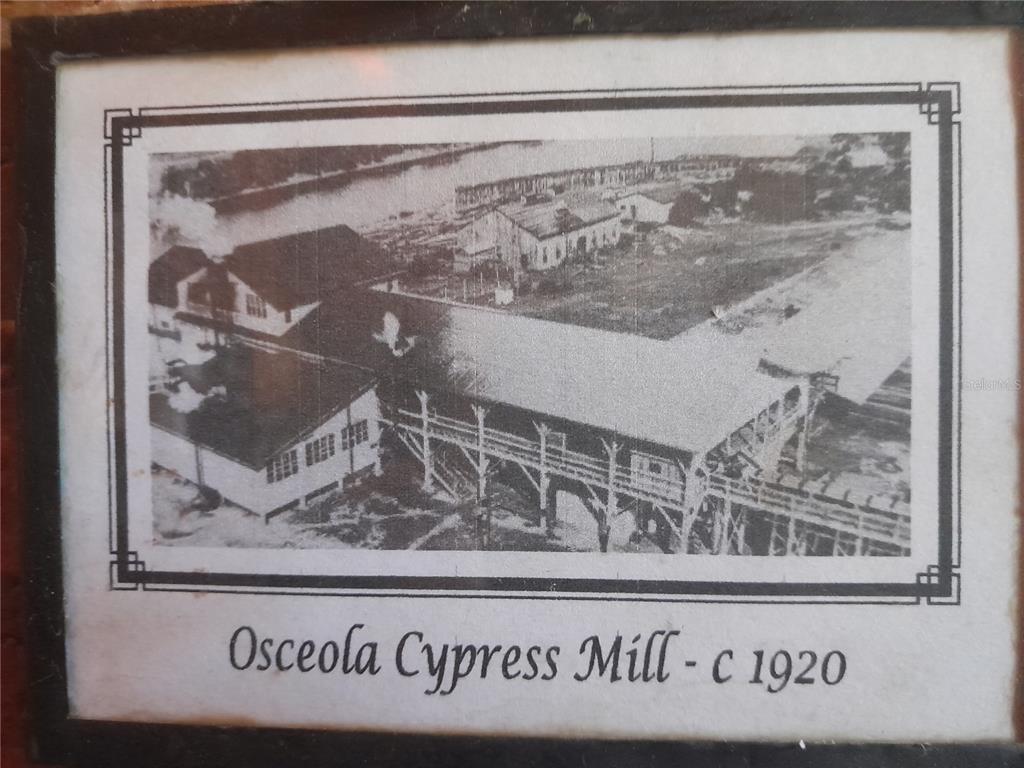 Osceola Cypress Mill - c 1920